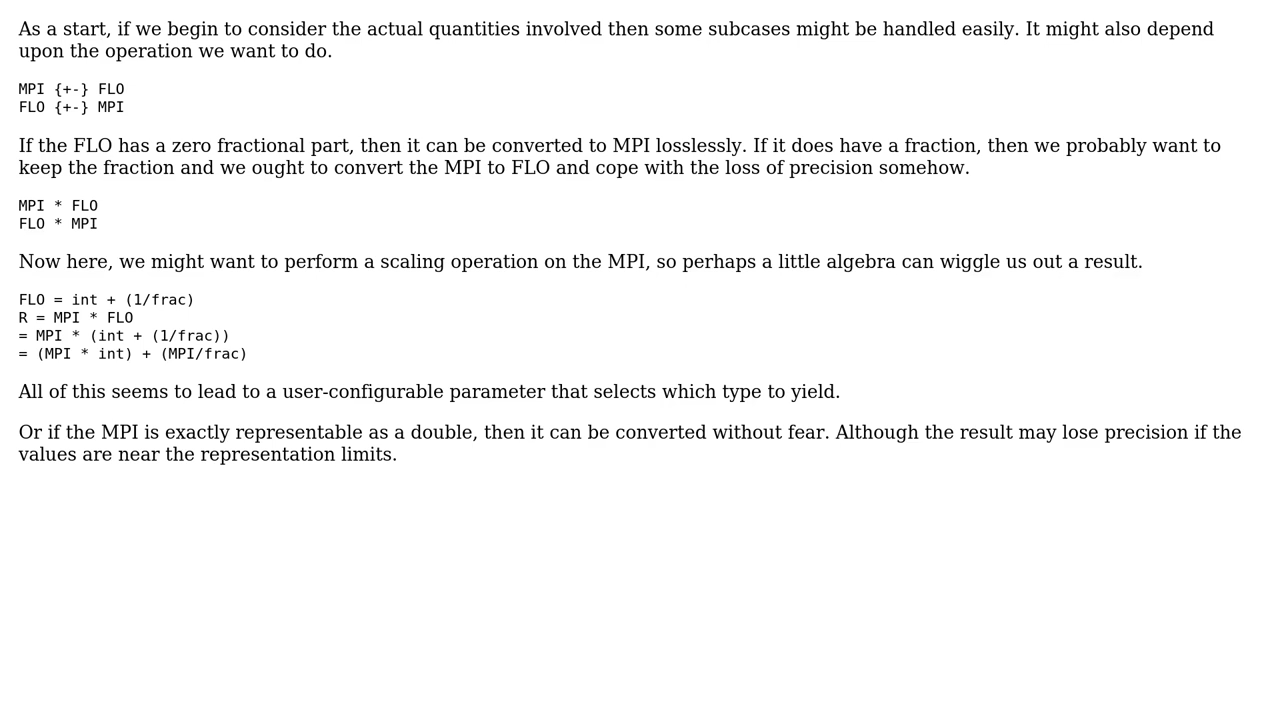 As a start, if we begin to consider the actual quantities involved then some subcases might be handled easily. It might also depend
upon the operation we want to do.
MPI {+-} FLO
FLO {+-} MPI
If the FLO has a zero fractional part, then it can be converted to MPI losslessly. If it does have a fraction, then we probably want to
keep the fraction and we ought to convert the MPI to FLO and cope with the loss of precision somehow.
MPI * FLO
FLO * MPI
Now here, we might want to perform a scaling operation on the MPI, so perhaps a little algebra can wiggle us out a result.
FLO = int + (1/frac)
R = MPI * FLO
= MPI * (int + (1/frac))
= (MPI * int) + (MPI/frac)
All of this seems to lead to a user-configurable parameter that selects which type to yield.
Or if the MPI is exactly representable as a double, then it can be converted without fear. Although the result may lose precision if the
values are near the representation limits.